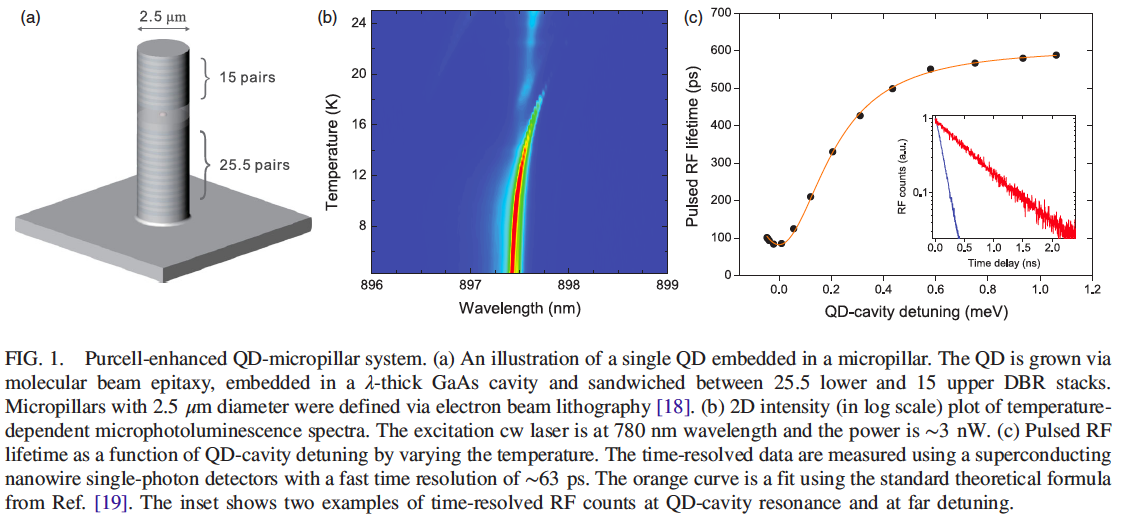 (a)
2.5 μm
15 pairs
25.5 pairs
(b)
24
20
16
12
8
Temperature (K)
896
897
898
899
Wavelength (nm)
(c)
700
600
500
400
300
200
100
0
Pulsed RF lifetime (ps)
0.0
0.2
0.4
0.6
0.8
1.0
1.2
QD-cavity detuning (meV)
1
0.1
RF counts (a.u.)
0.0
0.5
1.0
1.5
2.0
Time delay (ns)
FIG. 1. Purcell-enhanced QD-micropillar system. (a) An illustration of a single QD embedded in a micropillar. The QD is grown via
molecular beam epitaxy, embedded in a λ-thick GaAs cavity and sandwiched between 25.5 lower and 15 upper DBR stacks.
Micropillars with 2.5 μm diameter were defined via electron beam lithography [18]. (b) 2D intensity (in log scale) plot of temperature-
dependent microphotoluminescence spectra. The excitation cw laser is at 780 nm wavelength and the power is ∼3 nW. (c) Pulsed RF
lifetime as a function of QD-cavity detuning by varying the temperature. The time-resolved data are measured using a superconducting
nanowire single-photon detectors with a fast time resolution of ∼63 ps. The orange curve is a fit using the standard theoretical formula
from Ref. [19]. The inset shows two examples of time-resolved RF counts at QD-cavity resonance and at far detuning.